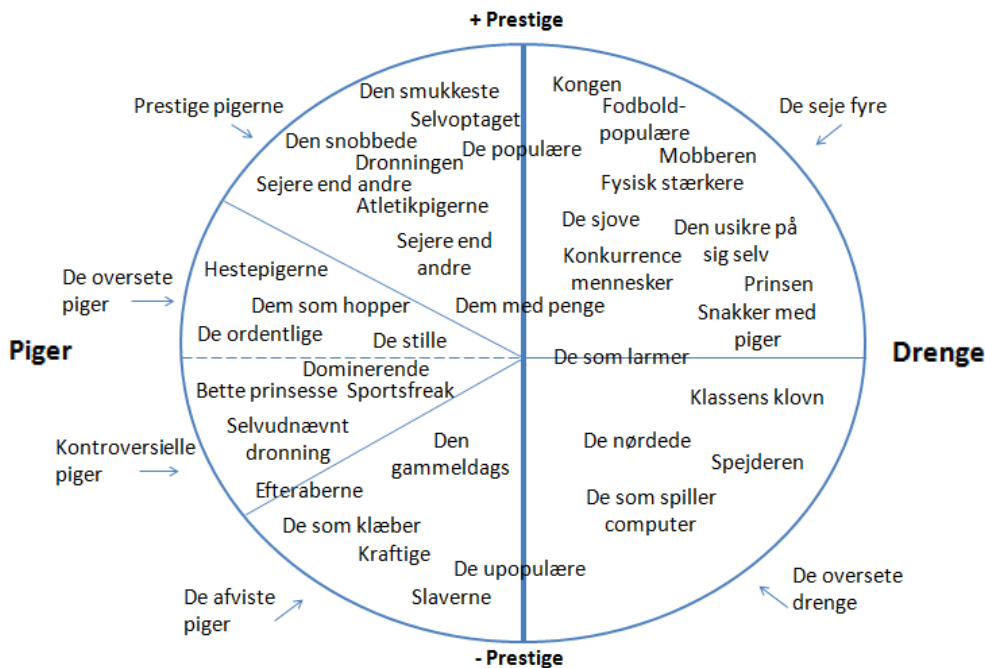 + Prestige
Prestige pigerne
Den smukkeste
Selvoptaget
Den snobbede
De populære
Dronningen
Sejere end andre
Atletikpigerne
Sejere end
andre
Kongen
Fodbold-
populære
Mobberen
Fysisk stærkere
De sjove
Den usikre på
sig selv
Konkurrence
mennesker
Prinsen
Snakker med
piger
De seje fyre
De oversete
piger
Hestepigerne
Dem som hopper
Dem med penge
De ordentlige
De stille
Piger
De som larmer
Drenge
Dominerende
Bette prinsesse
Sportsfreak
Selvudnævnt
dronning
Kontroversielle
piger
Efteraberne
Den
gammeldags
Klassens klovn
De nørdede
Spejderen
De som spiller
computer
De som klæber
Kraftige
De upopulære
Slaverne
De afviste
piger
De oversete
drenge
- Prestige